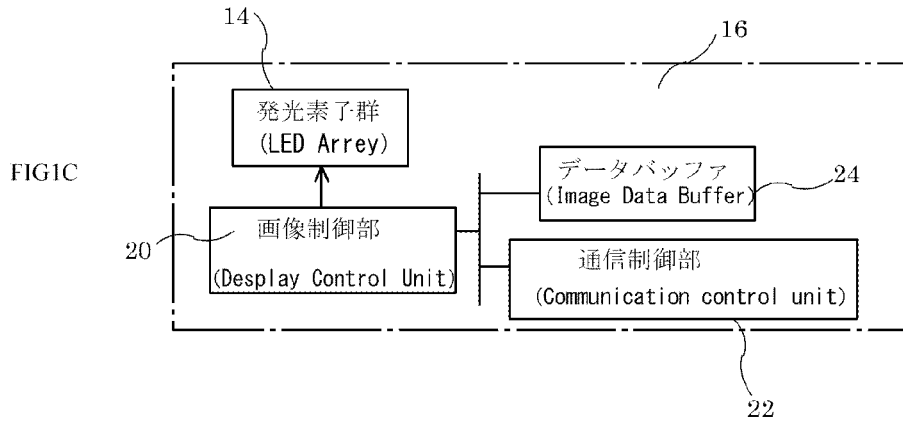 14
16
発光素子群
(LED Arrey)
FIG1C
データバッファ
(Image Data Buffer)
24
20
画像制御部
(Desplay Control Unit)
通信制御部
(Communication control unit)
22